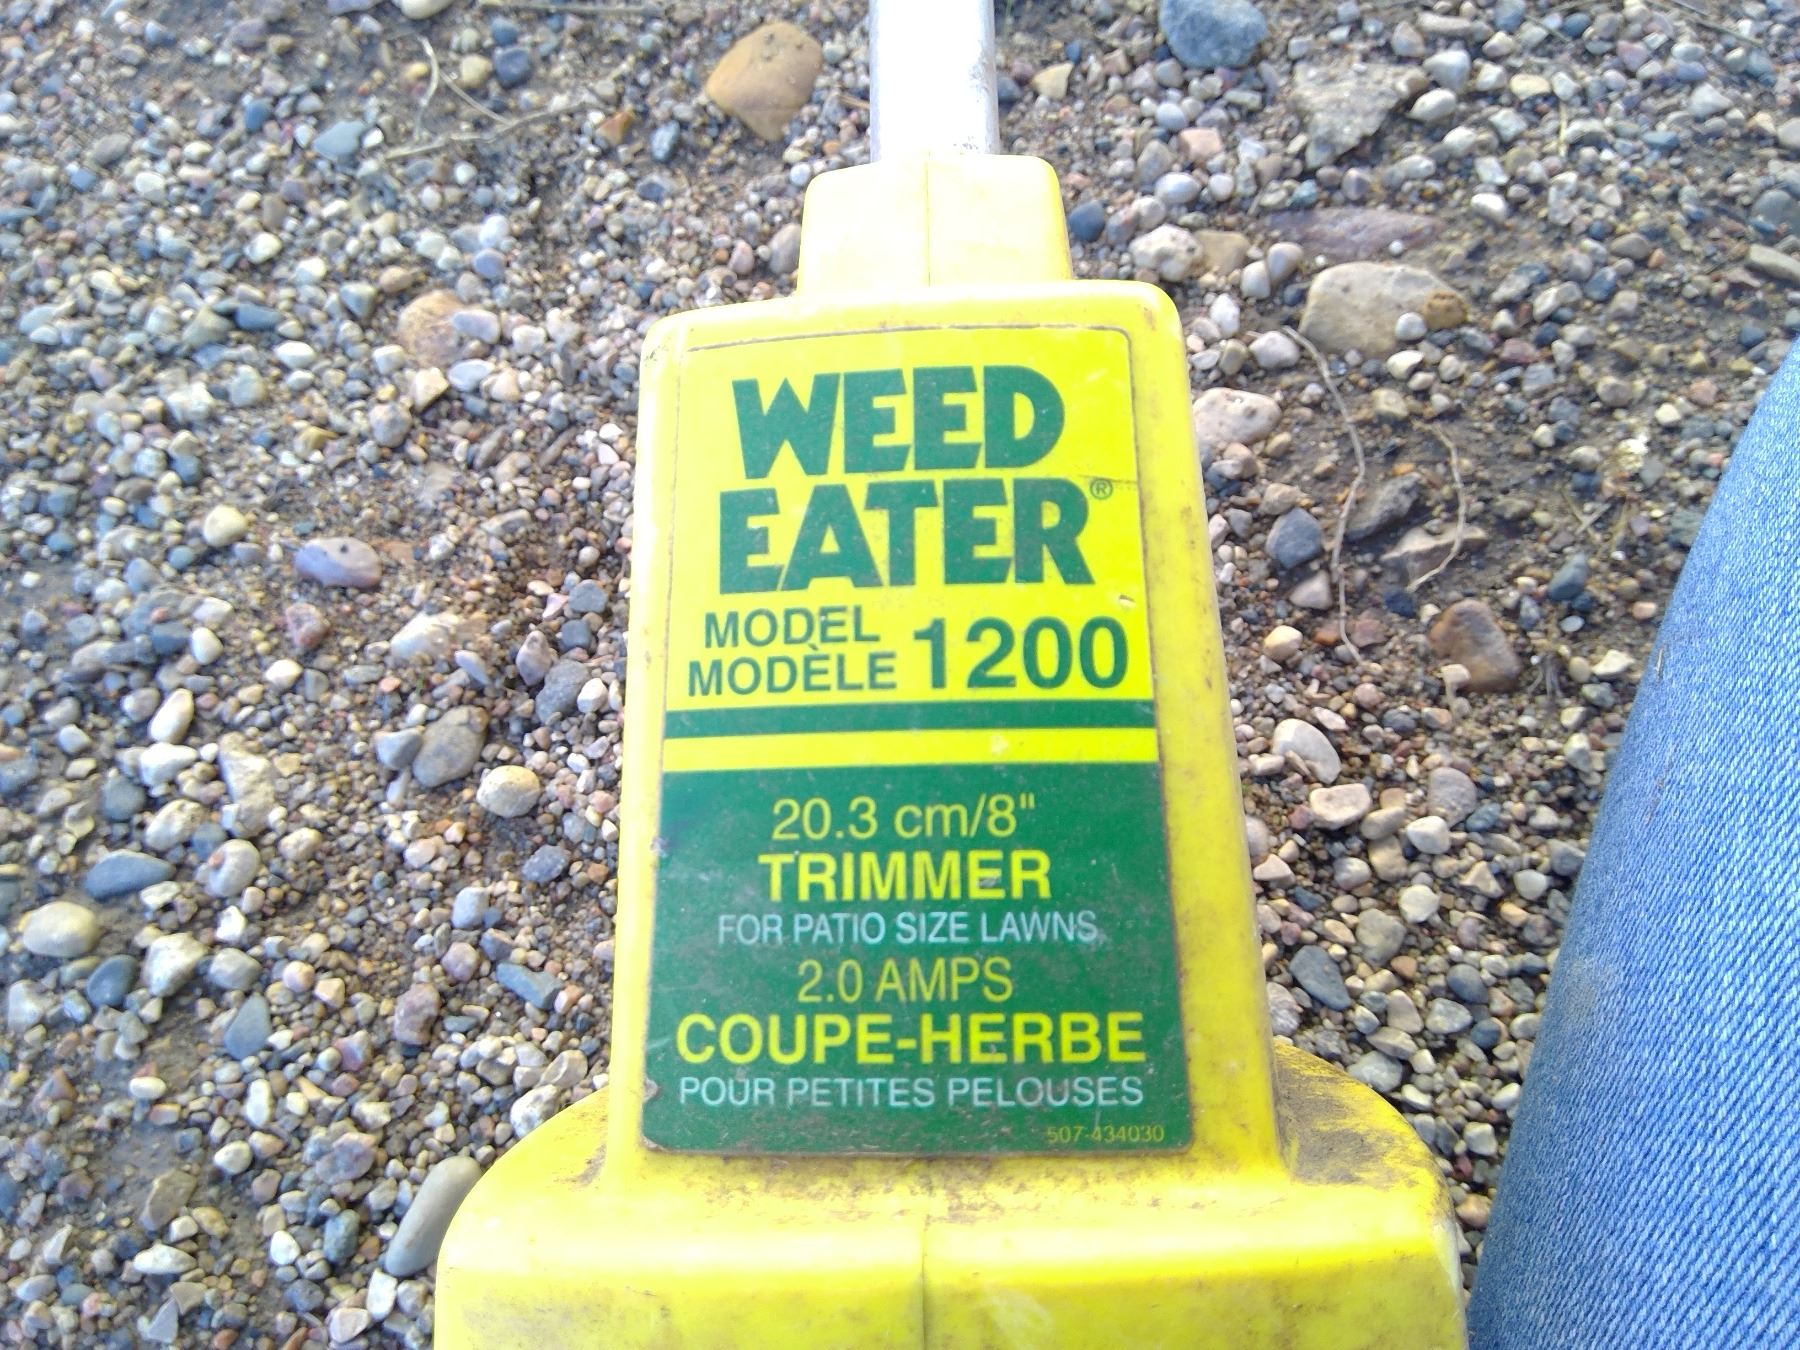 WEED
EATER®
MODEL
MODÈLE 1200
20.3 cm/8"
TRIMMER
FOR PATIO SIZE LAWNS
2.0 AMPS
COUPE-HERBE
POUR PETITES PELOUSES
507-434030